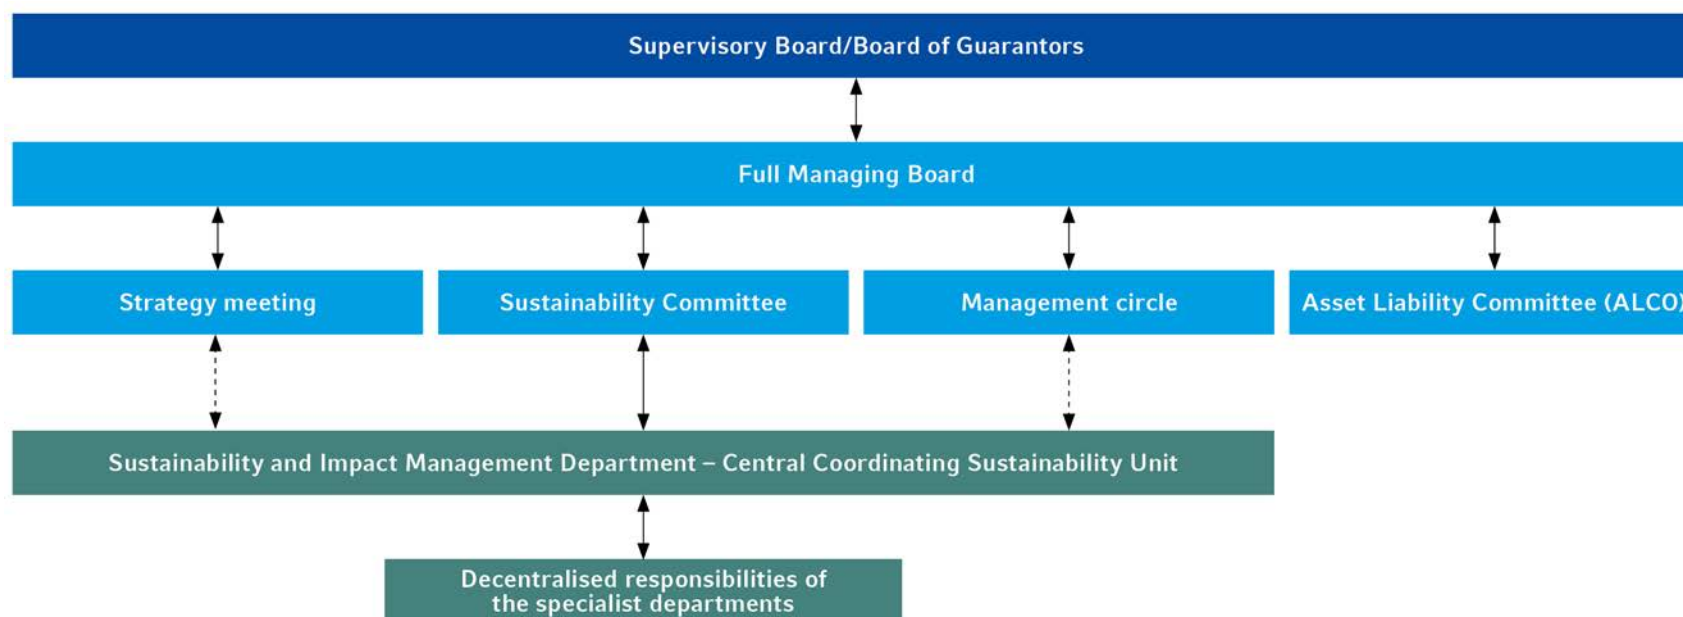 Supervisory Board/Board of Guarantors
Full Managing Board
Strategy meeting
Sustainability Committee
Management circle
Asset Liability Committee (ALCO)
Sustainability and Impact Management Department – Central Coordinating Sustainability Unit
Decentralised responsibilities of
the specialist departments